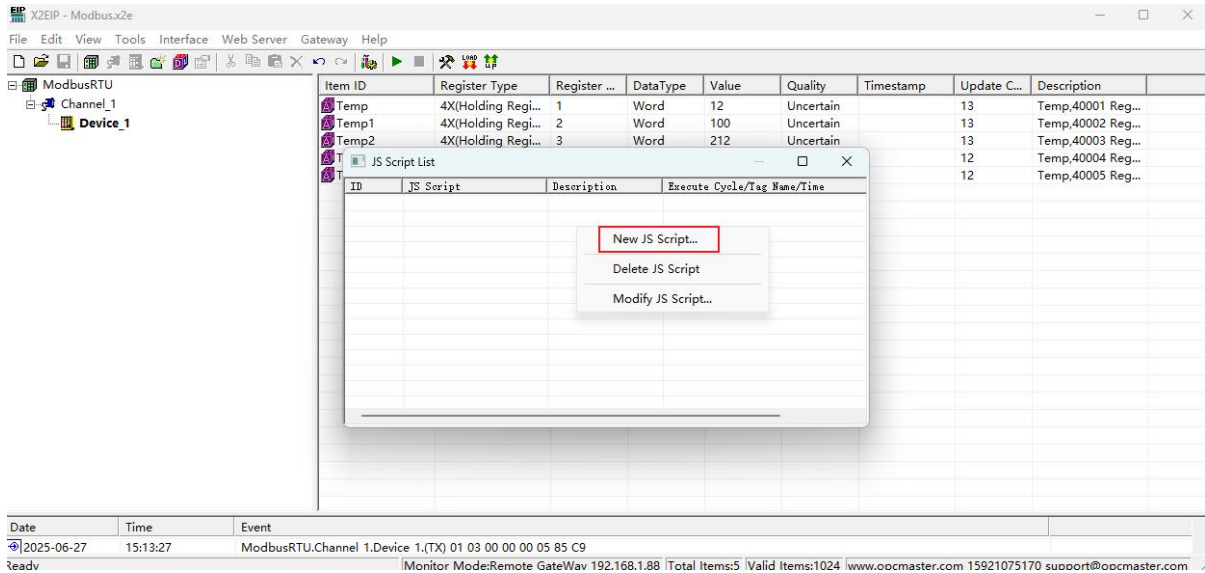 EIP X2EIP - Modbus.x2e
File Edit View Tools Interface Web Server Gateway Help
ModbusRTU
Channel_1
Device_1
Item ID Register Type Register ... DataType Value Quality Timestamp Update C... Description
Temp 4X(Holding Regi... 1 Word 12 Uncertain 13 Temp,40001 Reg...
Temp1 4X(Holding Regi... 2 Word 100 Uncertain 13 Temp,40002 Reg...
Temp2 4X(Holding Regi... 3 Word 212 Uncertain 13 Temp,40003 Reg...
T 12 Temp,40004 Reg...
T 12 Temp,40005 Reg...
JS Script List
ID JS Script Description Execute Cycle/Tag Name/Time
New JS Script...
Delete JS Script
Modify JS Script...
Date Time Event
2025-06-27 15:13:27 ModbusRTU.Channel 1.Device 1.(TX) 01 03 00 00 00 05 85 C9
Ready Monitor Mode:Remote GateWay 192.168.1.88 Total Items:5 Valid Items:1024 www.opcmaster.com 15921075170 support@opcmaster.com